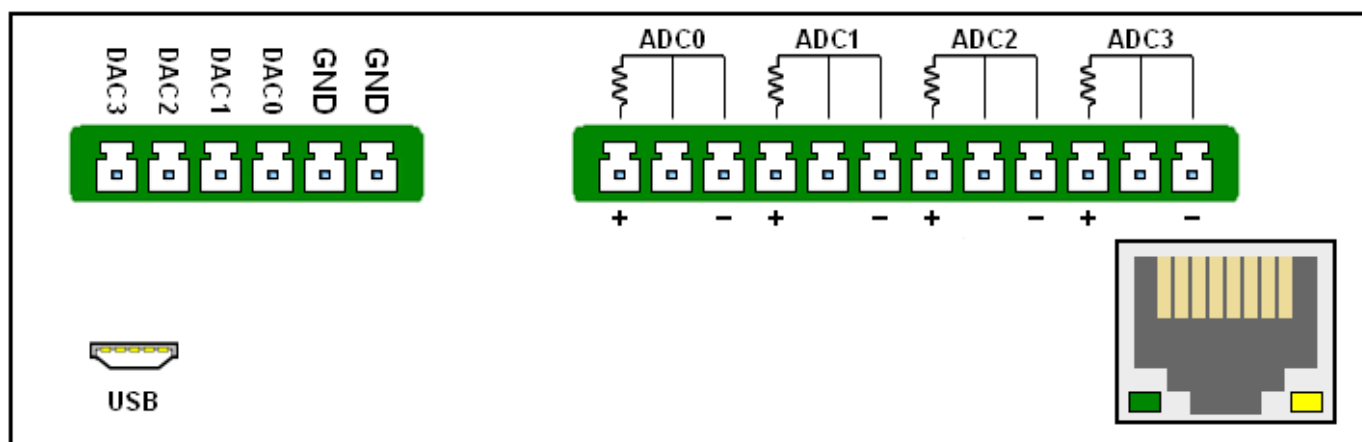 DAC3 DAC2 DAC1 DAC0 GND GND
ADC0 ADC1 ADC2 ADC3
+ − + − + − + −
USB